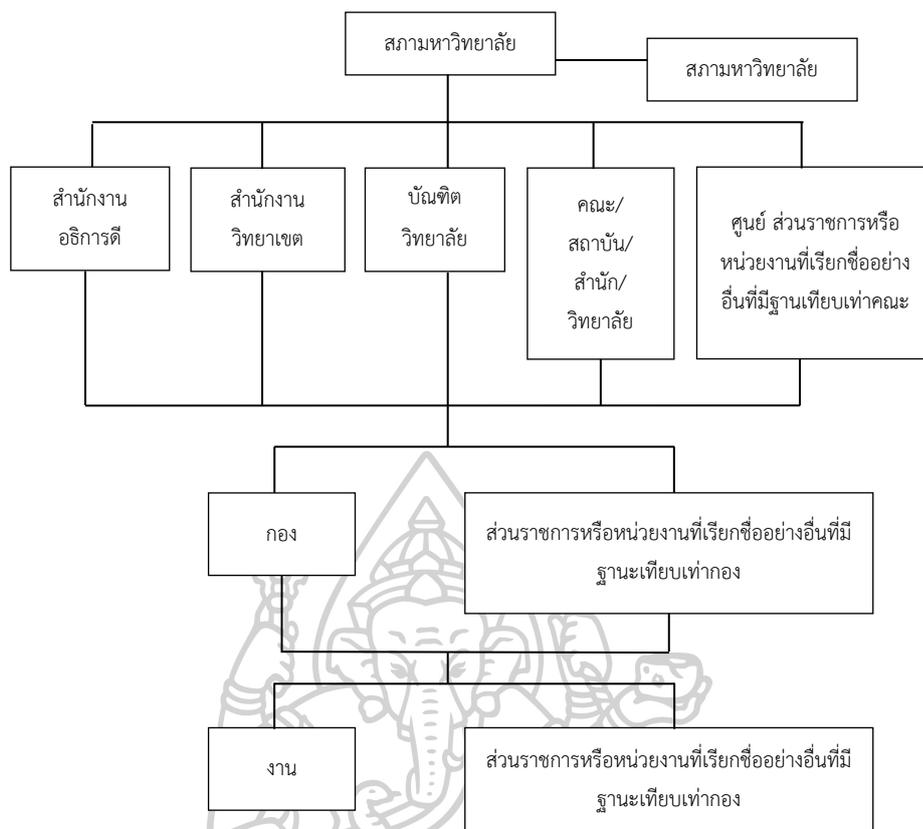 สภามหาวิทยาลัย
สภามหาวิทยาลัย
สำนักงาน
อธิการดี
สำนักงาน
วิทยาเขต
บัณฑิต
วิทยาลัย
คณะ/
สถาบัน/
สำนัก/
วิทยาลัย
ศูนย์ ส่วนราชการหรือ
หน่วยงานที่เรียกชื่ออย่าง
อื่นที่มีฐานเทียบเท่าคณะ
กอง
ส่วนราชการหรือหน่วยงานที่เรียกชื่ออย่างอื่นที่มี
ฐานะเทียบเท่ากอง
งาน
ส่วนราชการหรือหน่วยงานที่เรียกชื่ออย่างอื่นที่มี
ฐานะเทียบเท่ากอง